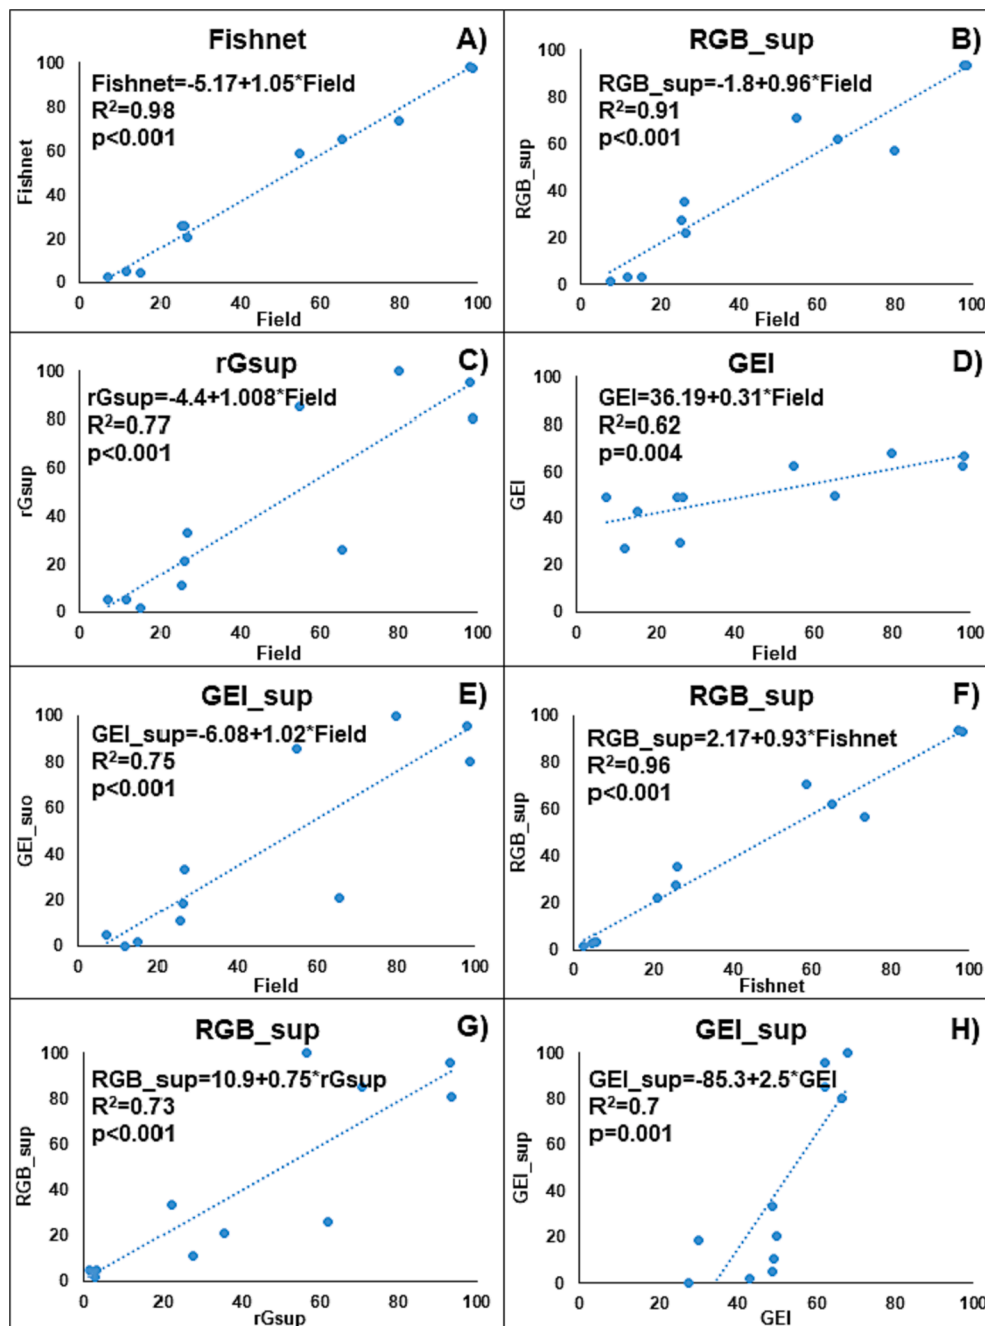 Fishnet A)
Fishnet=-5.17+1.05*Field
R²=0.98
p<0.001
Fishnet
100
80
60
40
20
0
0 20 40 60 80 100
Field
RGB_sup B)
RGB_sup=-1.8+0.96*Field
R²=0.91
p<0.001
RGB_sup
100
80
60
40
20
0
0 20 40 60 80 100
Field
rGsup C)
rGsup=-4.4+1.008*Field
R²=0.77
p<0.001
rGsup
100
80
60
40
20
0
0 20 40 60 80 100
Field
GEI D)
GEI=36.19+0.31*Field
R²=0.62
p=0.004
GEI
100
80
60
40
20
0
0 20 40 60 80 100
Field
GEI_sup E)
GEI_sup=-6.08+1.02*Field
R²=0.75
p<0.001
GEI_suo
100
80
60
40
20
0
0 20 40 60 80 100
Field
RGB_sup F)
RGB_sup=2.17+0.93*Fishnet
R²=0.96
p<0.001
RGB_sup
100
80
60
40
20
0
0 20 40 60 80 100
Fishnet
RGB_sup G)
RGB_sup=10.9+0.75*rGsup
R²=0.73
p<0.001
RGB_sup
100
80
60
40
20
0
0 20 40 60 80 100
rGsup
GEI_sup H)
GEI_sup=-85.3+2.5*GEI
R²=0.7
p=0.001
GEI_sup
100
80
60
40
20
0
0 20 40 60 80 100
GEI